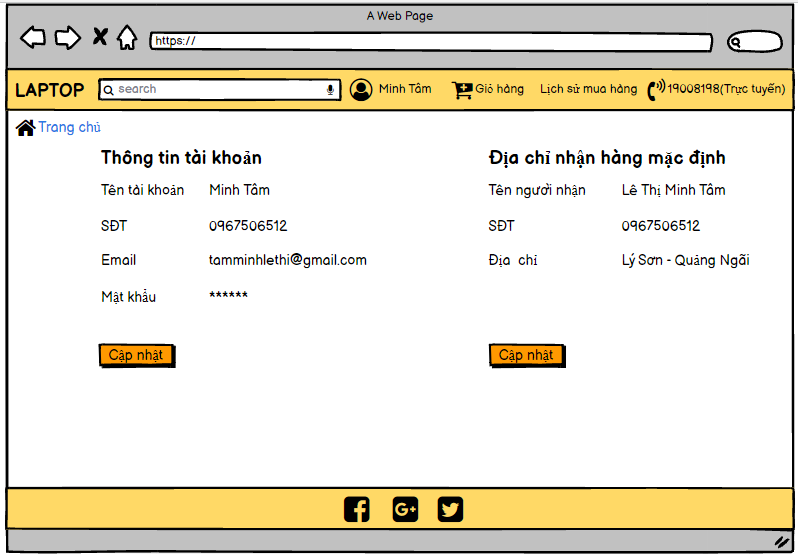 A Web Page
https://
LAPTOP search Minh Tâm Giỏ hàng Lịch sử mua hàng 19008198(Trực tuyến)
Trang chủ
Thông tin tài khoản
Tên tài khoản Minh Tâm
SĐT 0967506512
Email tamminhlethi@gmail.com
Mật khẩu ******
Cập nhật
Địa chỉ nhận hàng mặc định
Tên người nhận Lê Thị Minh Tâm
SĐT 0967506512
Địa chỉ Lý Sơn - Quảng Ngãi
Cập nhật